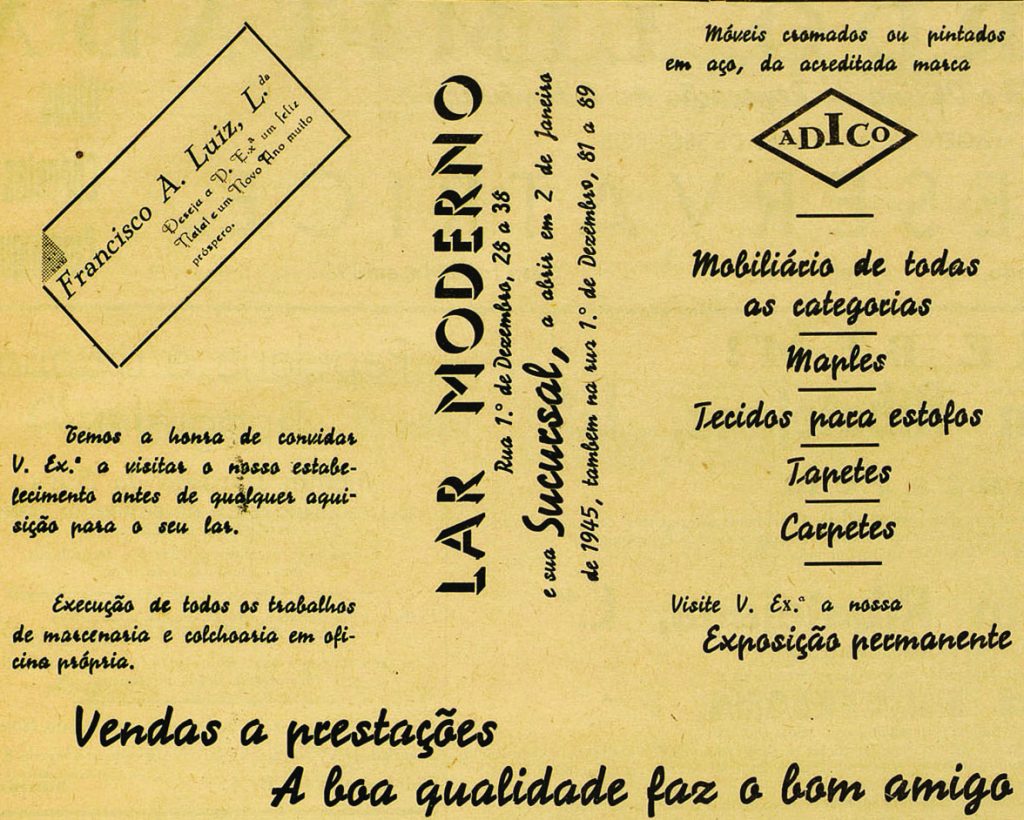 Francisco A. Luiz, L.da
Deseja a V. Ex.ª um feliz
Natal e um Novo Ano muito
próspero.
Temos a honra de convidar
V. Ex.ª a visitar o nosso estabe-
lecimento antes de qualquer aqui-
sição para o seu lar.
Execução de todos os trabalhos
de marcenaria e colchoaria em ofi-
cina própria.
LAR MODERNO
Rua 1.º de Dezembro, 28 a 38
e sua Sucursal, a abrir em 2 de Janeiro
de 1945, tambem na rua 1.º de Dezembro, 81 a 89
Móveis cromados ou pintados
em aço, da acreditada marca
ADICO
Mobiliário de todas
as categorias
Maples
Tecidos para estofos
Tapetes
Carpetes
Visite V. Ex.ª a nossa
Exposição permanente
Vendas a prestações
A boa qualidade faz o bom amigo